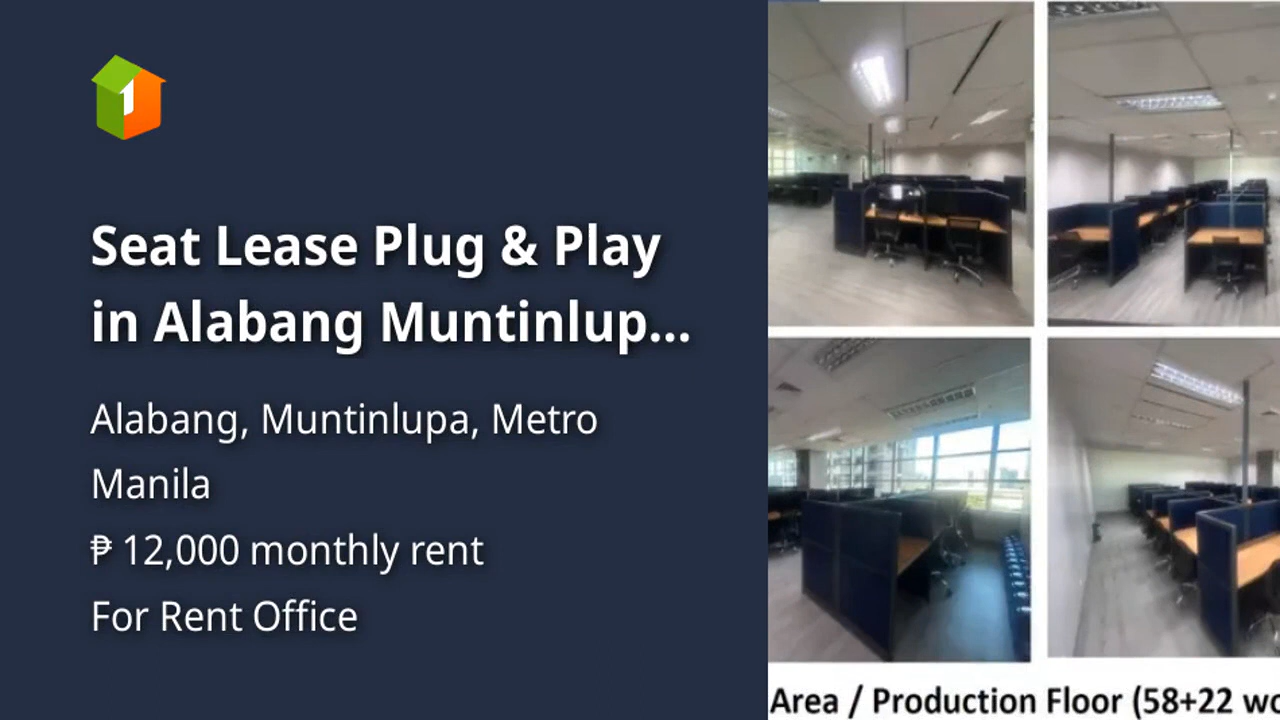 Seat Lease Plug & Play
in Alabang Muntinlup...
Alabang, Muntinlupa, Metro
Manila
₱ 12,000 monthly rent
For Rent Office
Area / Production Floor (58+22